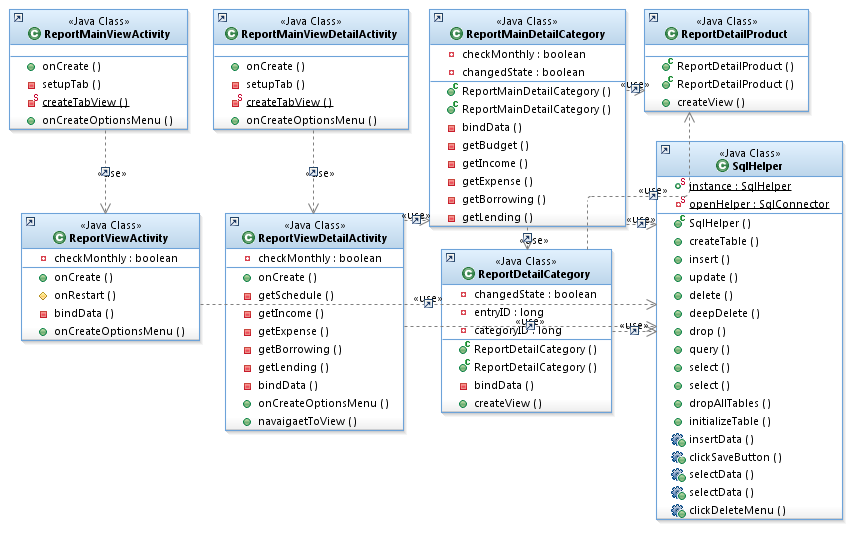 «Java Class»
ReportMainViewActivity
onCreate ( )
setupTab ( )
createTabView ( )
onCreateOptionsMenu ( )
«Java Class»
ReportMainViewDetailActivity
onCreate ( )
setupTab ( )
createTabView ( )
onCreateOptionsMenu ( )
«Java Class»
ReportMainDetailCategory
checkMonthly : boolean
changedState : boolean
ReportMainDetailCategory ( )
ReportMainDetailCategory ( )
bindData ( )
getBudget ( )
getIncome ( )
getExpense ( )
getBorrowing ( )
getLending ( )
«Java Class»
ReportDetailProduct
ReportDetailProduct ( )
ReportDetailProduct ( )
createView ( )
«use»
«use»
«use»
«use»
«use»
«use»
«use»
«use»
«use»
«use»
«Java Class»
ReportViewActivity
checkMonthly : boolean
onCreate ( )
onRestart ( )
bindData ( )
onCreateOptionsMenu ( )
«Java Class»
ReportViewDetailActivity
checkMonthly : boolean
onCreate ( )
getSchedule ( )
getIncome ( )
getExpense ( )
getBorrowing ( )
getLending ( )
bindData ( )
onCreateOptionsMenu ( )
navaigaetToView ( )
«Java Class»
ReportDetailCategory
changedState : boolean
entryID : long
categoryID : long
ReportDetailCategory ( )
ReportDetailCategory ( )
bindData ( )
createView ( )
«Java Class»
SqlHelper
instance : SqlHelper
openHelper : SqlConnector
SqlHelper ( )
createTable ( )
insert ( )
update ( )
delete ( )
deepDelete ( )
drop ( )
query ( )
select ( )
select ( )
dropAllTables ( )
initializeTable ( )
insertData ( )
clickSaveButton ( )
selectData ( )
selectData ( )
clickDeleteMenu ( )